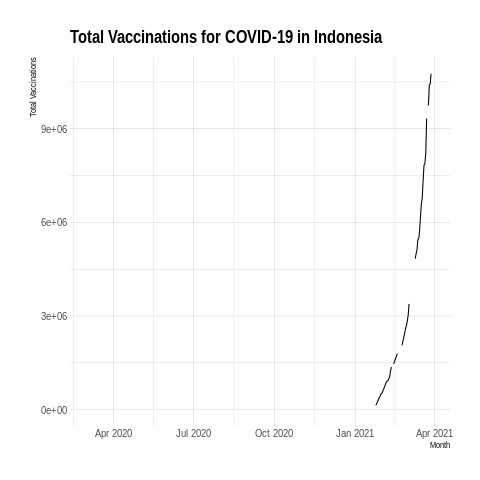 Total Vaccinations for COVID-19 in Indonesia
Total Vaccinations
9e+06
6e+06
3e+06
0e+00
Apr 2020 Jul 2020 Oct 2020 Jan 2021 Apr 2021
Month